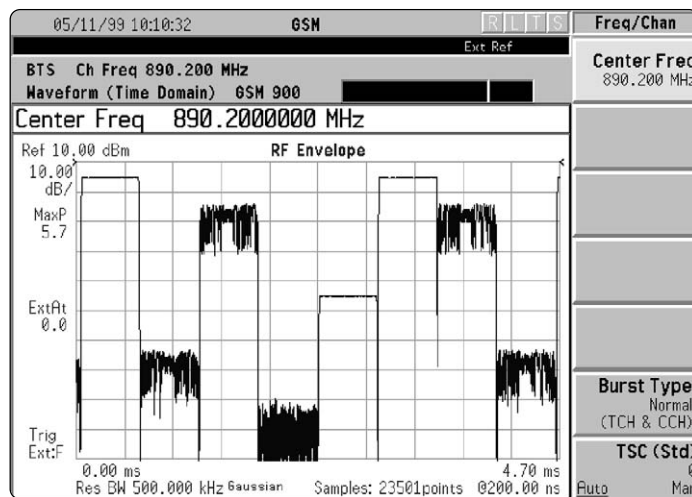 05/11/99 10:10:32 GSM R L T S Freq/Chan
Ext Ref
BTS Ch Freq 890.200 MHz
Waveform (Time Domain) GSM 900
Center Freq 890.2000000 MHz
Center Freq
890.200 MHz
Ref 10.00 dBm RF Envelope
10.00
dB/
MaxP
5.7
ExtAt
0.0
Trig
Ext:F
0.00 ms 4.70 ms
Res BW 500.000 kHz Gaussian Samples: 23501points @200.00 ns
Burst Type
Normal
(TCH & CCH)
TSC (Std)
0
Auto Man